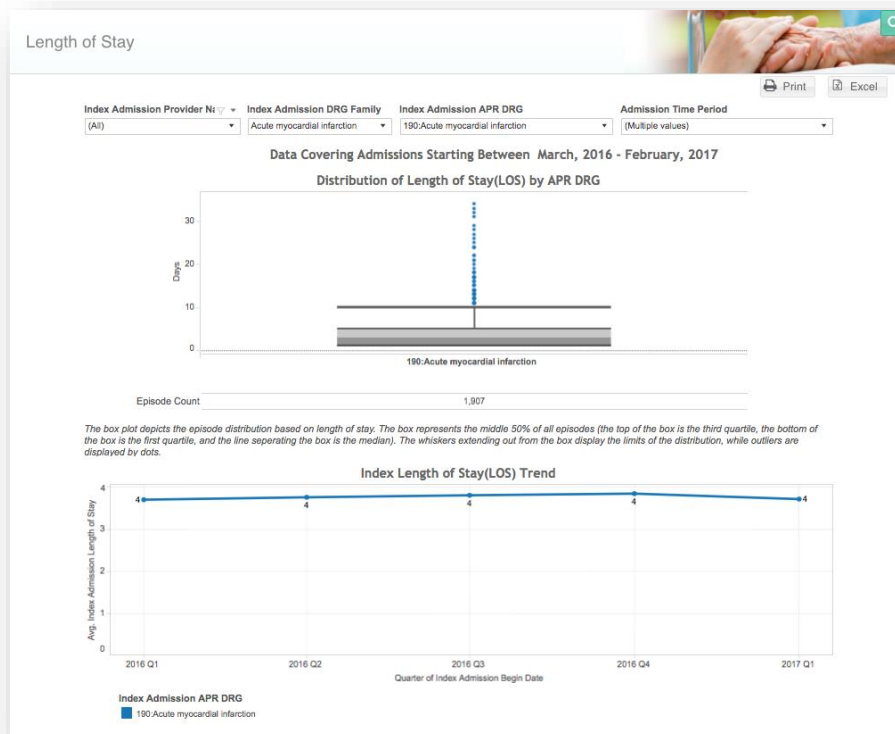 Length of Stay
Print Excel
Index Admission Provider Na Index Admission DRG Family Index Admission APR DRG Admission Time Period
(All) Acute myocardial infarction 190:Acute myocardial infarction (Multiple values)
Data Covering Admissions Starting Between March, 2016 - February, 2017
Distribution of Length of Stay(LOS) by APR DRG
30
20
10
0
Days
190:Acute myocardial infarction
Episode Count 1,907
The box plot depicts the episode distribution based on length of stay. The box represents the middle 50% of all episodes (the top of the box is the third quartile, the bottom of
the box is the first quartile, and the line seperating the box is the median). The whiskers extending out from the box display the limits of the distribution, while outliers are
displayed by dots.
Index Length of Stay(LOS) Trend
4
3
2
1
0
Avg. Index Admission Length of Stay
4 4 4 4 4
2016 Q1 2016 Q2 2016 Q3 2016 Q4 2017 Q1
Quarter of Index Admission Begin Date
Index Admission APR DRG
190:Acute myocardial infarction